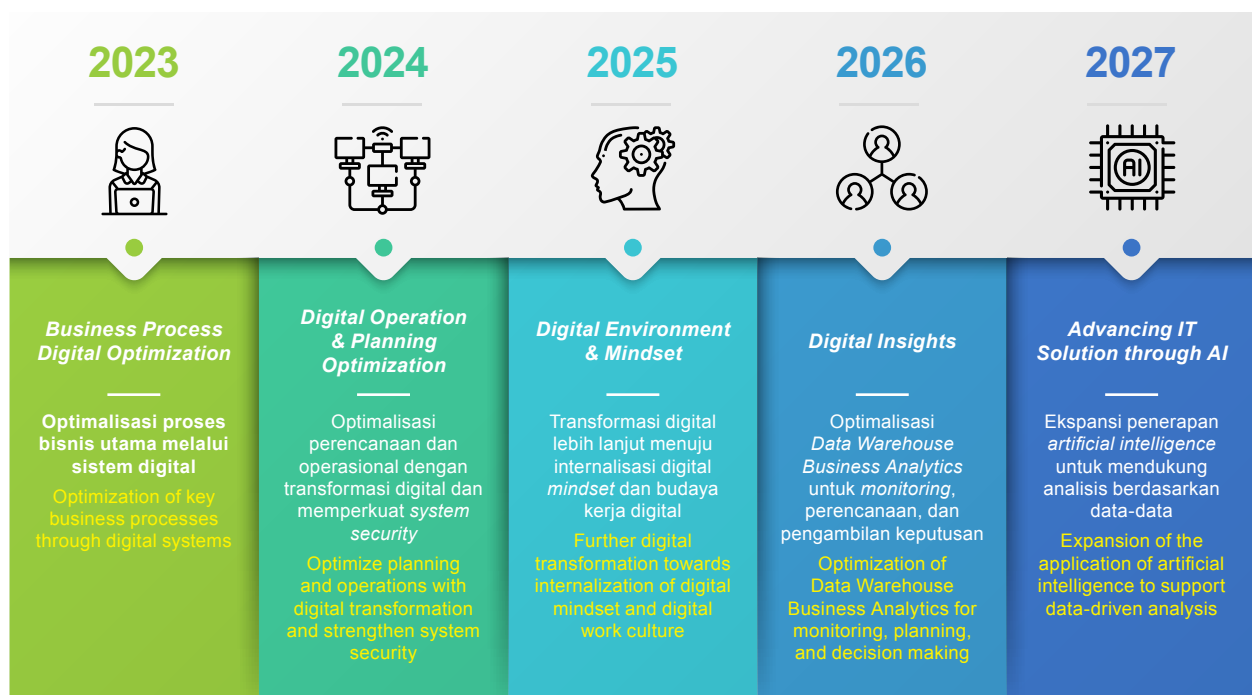 2023
Business Process
Digital Optimization
Optimalisasi proses
bisnis utama melalui
sistem digital
Optimization of key
business processes
through digital systems
2024
Digital Operation
& Planning
Optimization
Optimalisasi
perencanaan dan
operasional dengan
transformasi digital dan
memperkuat system
security
Optimize planning
and operations with
digital transformation
and strengthen system
security
2025
Digital Environment
& Mindset
Transformasi digital
lebih lanjut menuju
internalisasi digital
mindset dan budaya
kerja digital
Further digital
transformation towards
internalization of digital
mindset and digital
work culture
2026
Digital Insights
Optimalisasi
Data Warehouse
Business Analytics
untuk monitoring,
perencanaan, dan
pengambilan keputusan
Optimization of
Data Warehouse
Business Analytics for
monitoring, planning,
and decision making
2027
AI
Advancing IT
Solution through AI
Ekspansi penerapan
artificial intelligence
untuk mendukung
analisis berdasarkan
data-data
Expansion of the
application of artificial
intelligence to support
data-driven analysis